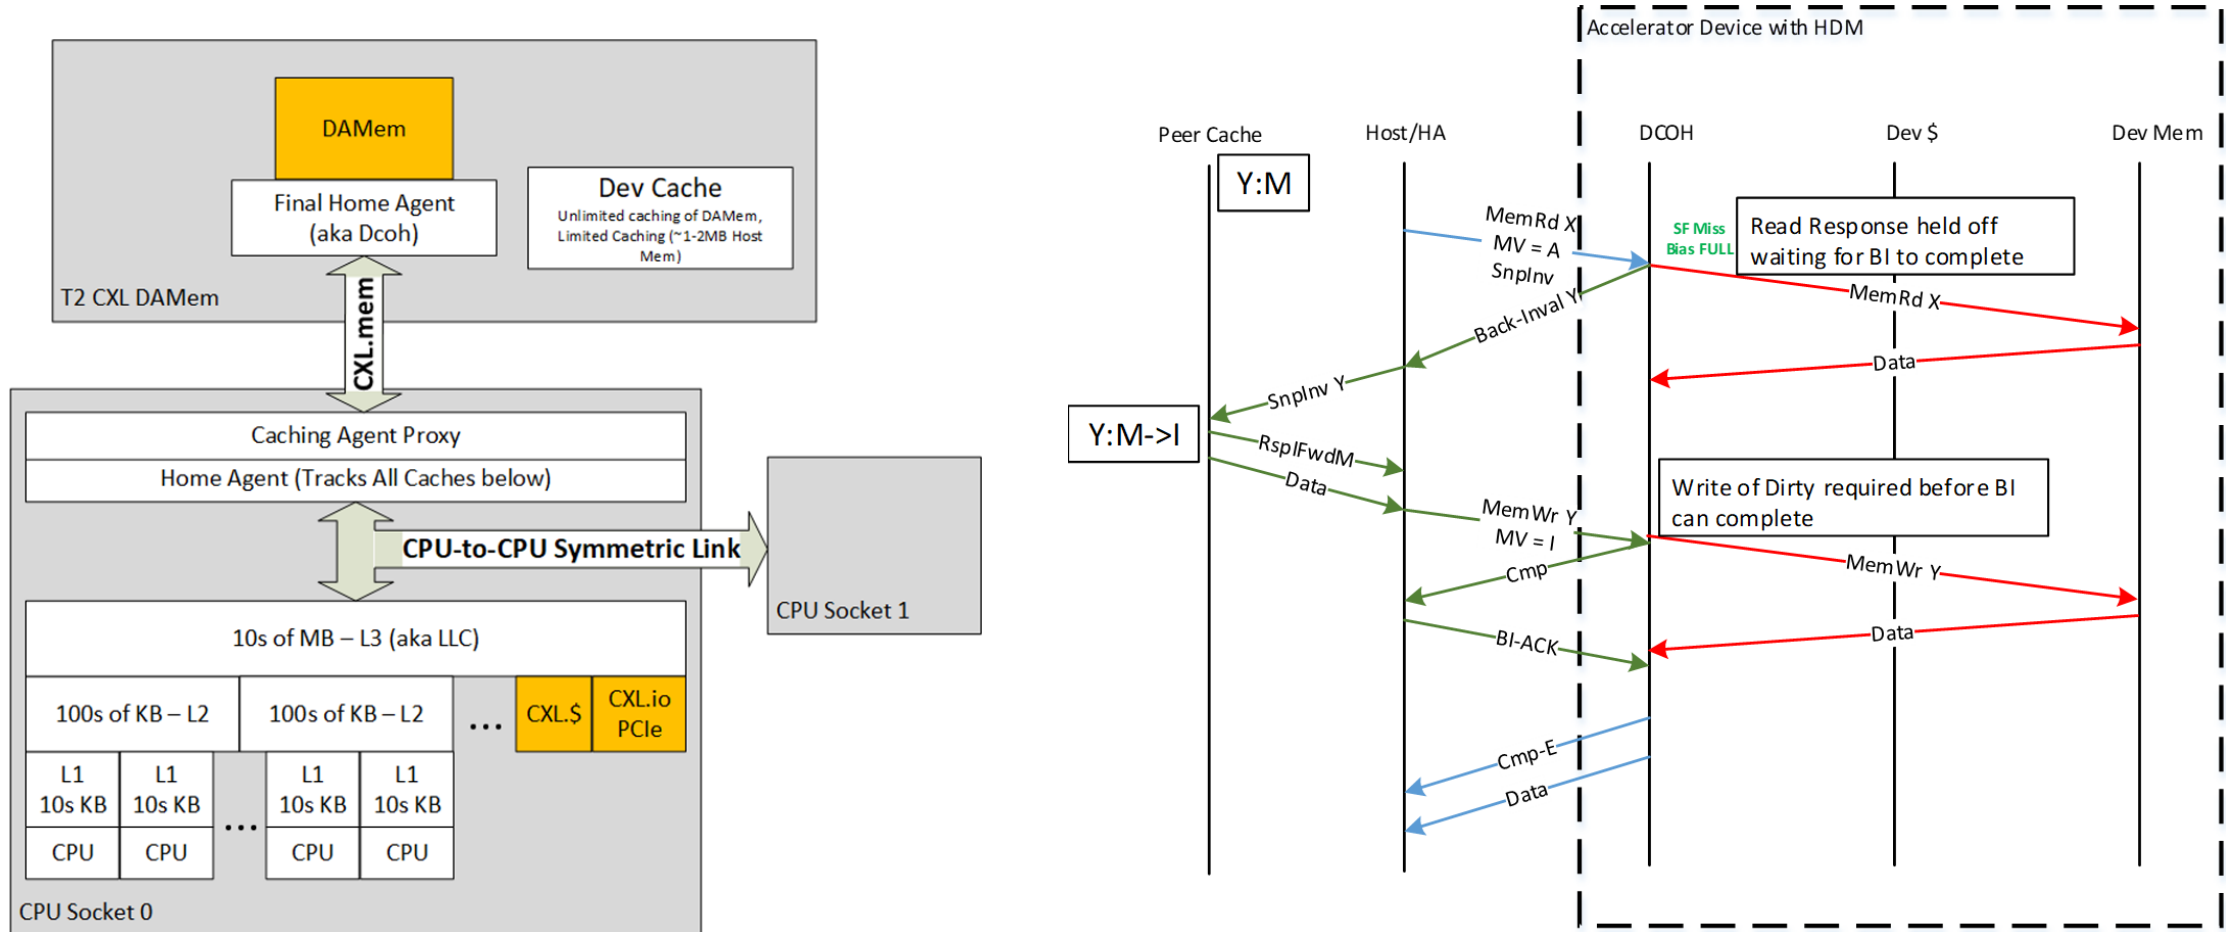 DAMem
Final Home Agent
(aka Dcoh)
Dev Cache
Unlimited caching of DAMem,
Limited Caching (~1-2MB Host
Mem)
T2 CXL DAMem
CXL.mem
Caching Agent Proxy
Home Agent (Tracks All Caches below)
CPU-to-CPU Symmetric Link
CPU Socket 1
10s of MB – L3 (aka LLC)
100s of KB – L2
100s of KB – L2
...
CXL.$
CXL.io
PCIe
L1
10s KB
L1
10s KB
L1
10s KB
L1
10s KB
...
CPU
CPU
CPU
CPU
CPU Socket 0
Accelerator Device with HDM
Peer Cache
Host/HA
DCOH
Dev $
Dev Mem
Y:M
MemRd X
MV = A
SnpInv
SF Miss
Bias FULL
Read Response held off
waiting for BI to complete
MemRd X
Back-Inval Y
Data
SnpInv Y
Y:M->I
RspIFwdM
Data
MemWr Y
MV = I
Write of Dirty required before BI
can complete
Cmp
MemWr Y
BI-ACK
Data
Cmp-E
Data